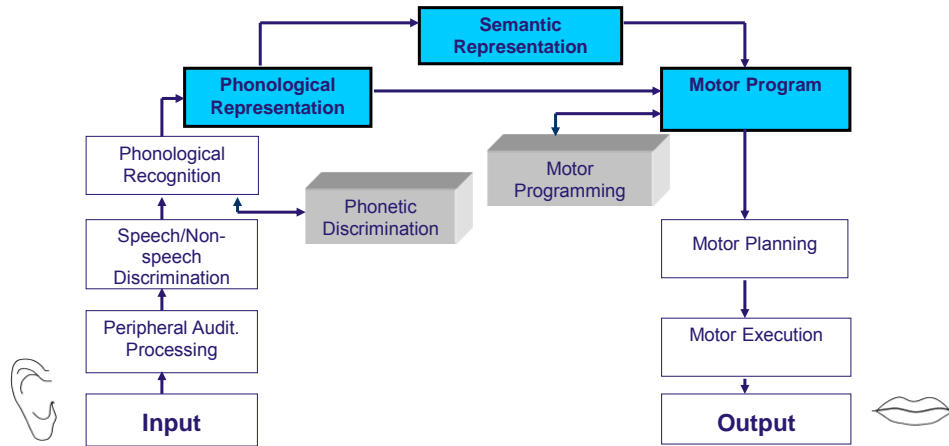 Semantic
Representation
Phonological
Representation
Motor Program
Phonological
Recognition
Motor
Programming
Phonetic
Discrimination
Speech/Non-
speech
Discrimination
Motor Planning
Peripheral Audit.
Processing
Motor Execution
Input
Output